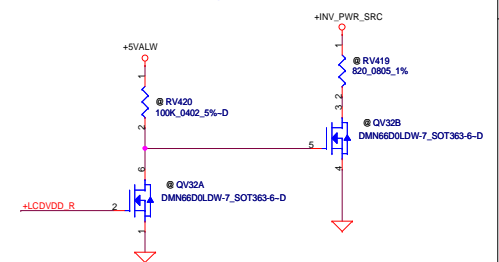 +INV_PWR_SRC
+5VALW
1
@ RV419
820_0805_1%
2
1
@ RV420
100K_0402_5%~D
2
3
@ QV32B
DMN66D0LDW-7_SOT363-6~D
5
4
6
@ QV32A
DMN66D0LDW-7_SOT363-6~D
+LCDVDD_R
2
1